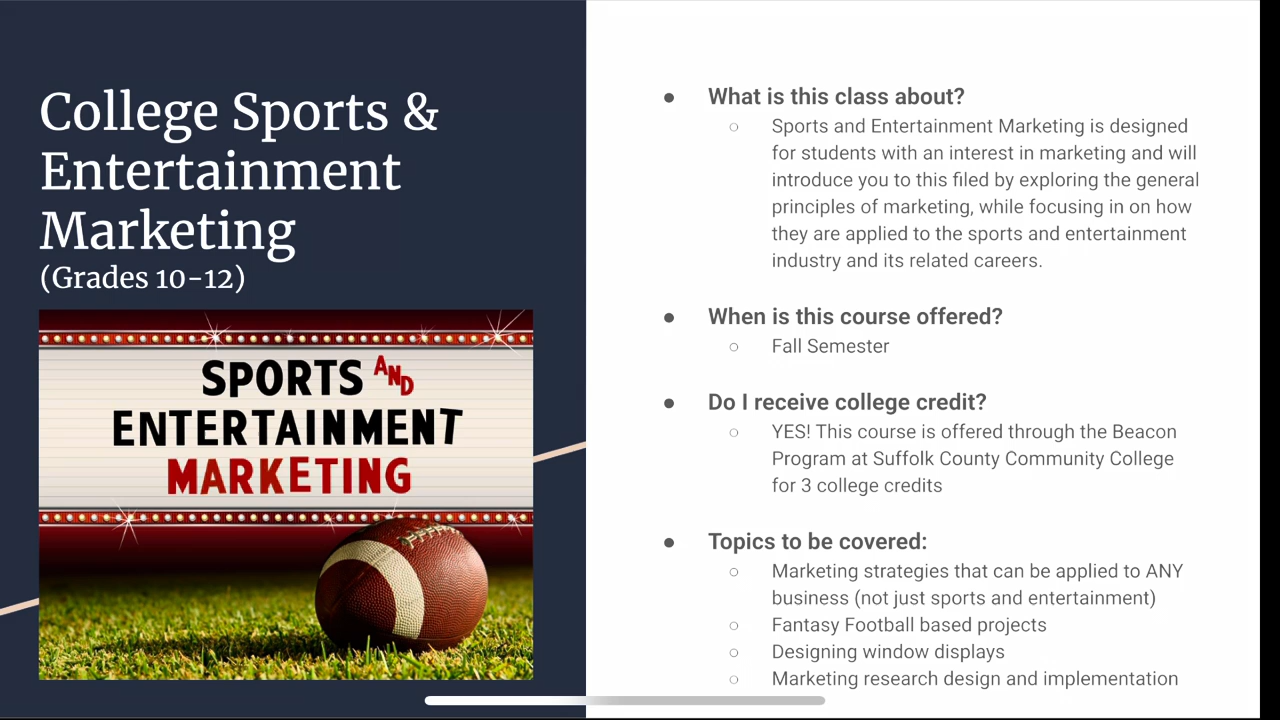 College Sports &
Entertainment
Marketing
(Grades 10-12)
SPORTS AND
ENTERTAINMENT
MARKETING
● What is this class about?
○ Sports and Entertainment Marketing is designed
for students with an interest in marketing and will
introduce you to this filed by exploring the general
principles of marketing, while focusing in on how
they are applied to the sports and entertainment
industry and its related careers.
● When is this course offered?
○ Fall Semester
● Do I receive college credit?
○ YES! This course is offered through the Beacon
Program at Suffolk County Community College
for 3 college credits
● Topics to be covered:
○ Marketing strategies that can be applied to ANY
business (not just sports and entertainment)
○ Fantasy Football based projects
○ Designing window displays
○ Marketing research design and implementation